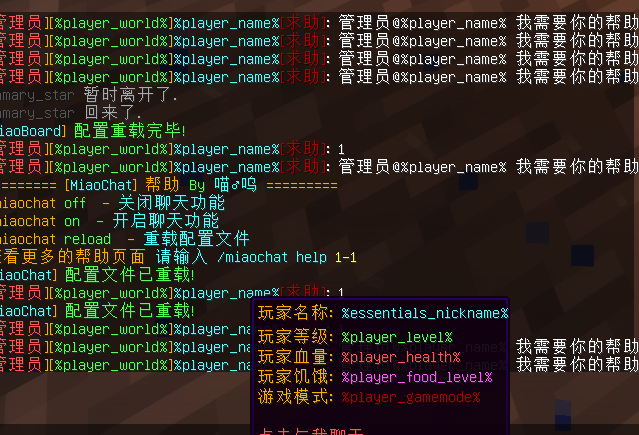 管理员][%player_world%]%player_name%[求助]: 管理员@%player_name% 我需要你的帮助
管理员][%player_world%]%player_name%[求助]: 管理员@%player_name% 我需要你的帮助
管理员][%player_world%]%player_name%[求助]: 管理员@%player_name% 我需要你的帮助
管理员][%player_world%]%player_name%[求助]: 管理员@%player_name% 我需要你的帮助
mmary_star 暂时离开了.
mmary_star 回来了.
iaoBoard] 配置重载完毕!
管理员][%player_world%]%player_name%[求助]: 1
管理员][%player_world%]%player_name%[求助]: 管理员@%player_name% 我需要你的帮助
======== [MiaoChat] 帮助 By 喵♂呜 =========
miaochat off - 关闭聊天功能
miaochat on - 开启聊天功能
miaochat reload - 重载配置文件
看更多的帮助页面 请输入 /miaochat help 1-1
iaoChat] 配置文件已重载!
管理员][%player_world%]%player_name%[求助]: 1
iaoChat] 配置文件已重载!
管理员][%player_world%]%player_na
管理员][%player_world%]%player_na 我需要你的帮助
管理员][%player_world%]%player_na 我需要你的帮助
玩家名称: %essentials_nickname%
玩家等级: %player_level%
玩家血量: %player_health%
玩家饥饿: %player_food_level%
游戏模式: %player_gamemode%
点击与我聊天